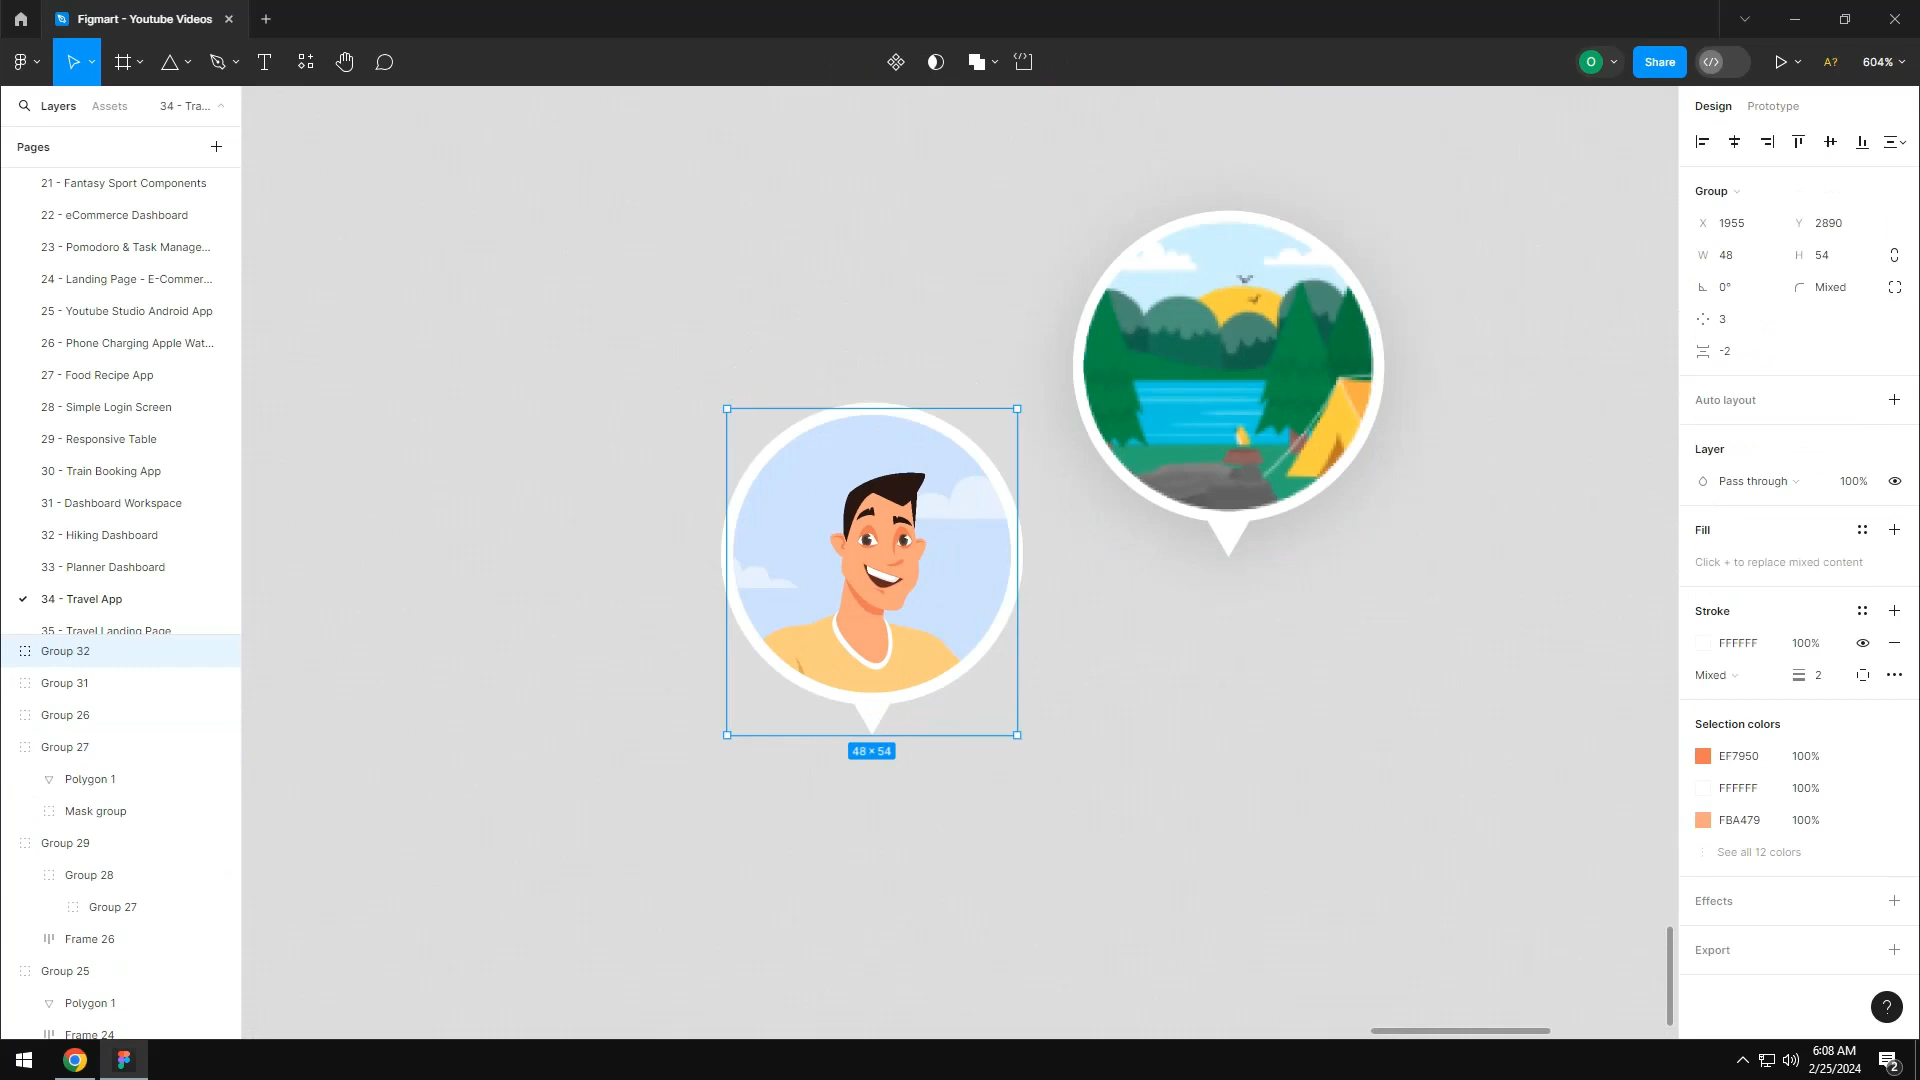 Figmart - Youtube Videos
Share
A?
604%
Layers
Assets
34 - Tra...
Pages
21 - Fantasy Sport Components
22 - eCommerce Dashboard
23 - Pomodoro & Task Manage...
24 - Landing Page - E-Commer...
25 - Youtube Studio Android App
26 - Phone Charging Apple Wat...
27 - Food Recipe App
28 - Simple Login Screen
29 - Responsive Table
30 - Train Booking App
31 - Dashboard Workspace
32 - Hiking Dashboard
33 - Planner Dashboard
34 - Travel App
35 - Travel Landing Page
Group 32
Group 31
Group 26
Group 27
Polygon 1
Mask group
Group 29
Group 28
Group 27
Frame 26
Group 25
Polygon 1
Frame 24
48 × 54
O
Design
Prototype
Group
X 1955 Y 2890
W 48 H 54
0° Mixed
3
-2
Auto layout
Layer
Pass through 100%
Fill
Click + to replace mixed content
Stroke
FFFFFF 100%
Mixed 2
Selection colors
EF7950 100%
FFFFFF 100%
FBA479 100%
See all 12 colors
Effects
Export
?
6:08 AM
2/25/2024
2